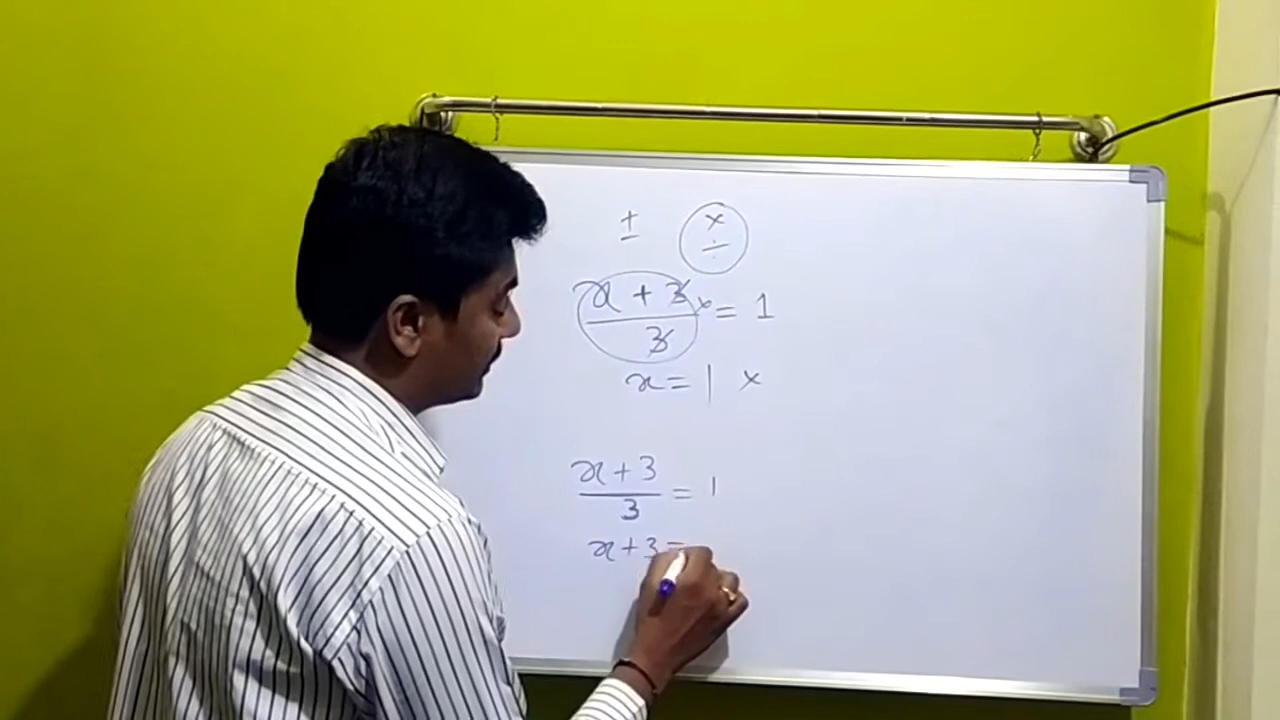 ± ×
÷
x + 3
3 × = 1
x = 1 ×
x + 3
3 = 1
x + 3 =